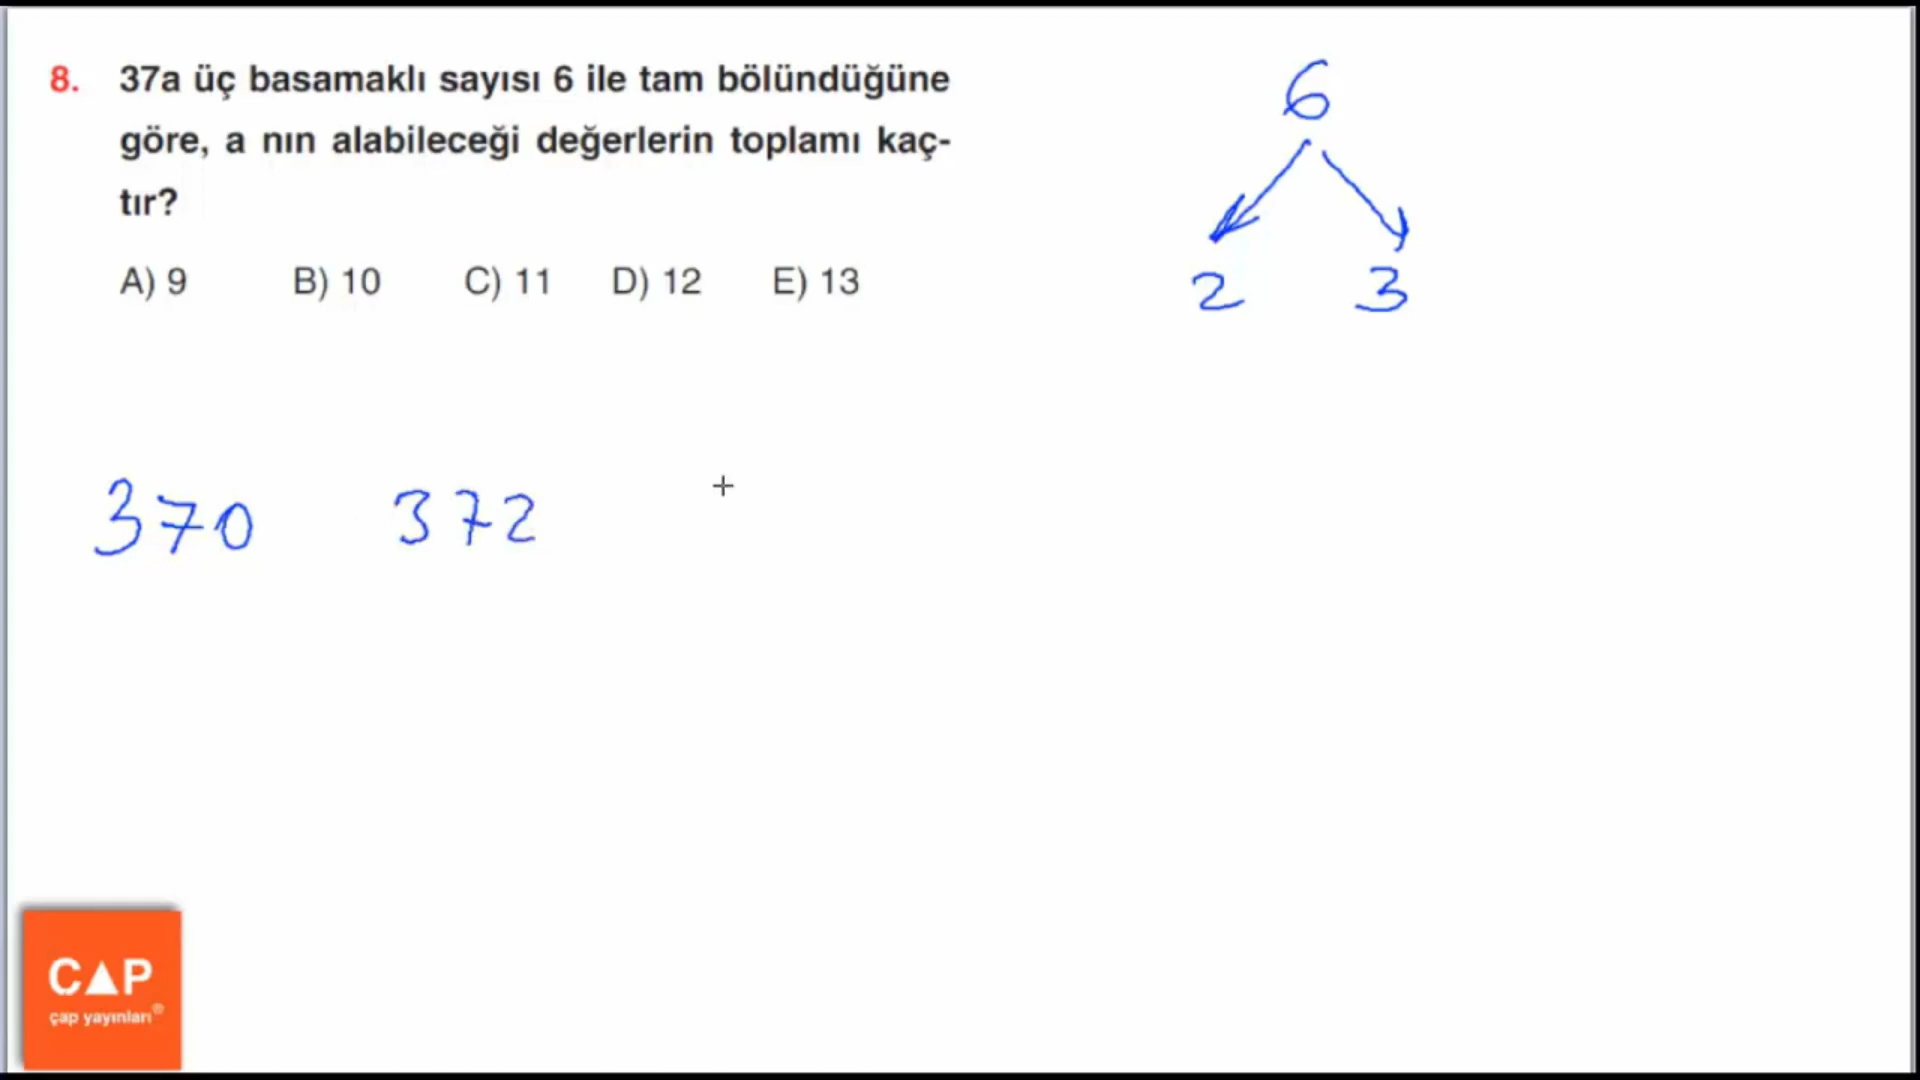 8. 37a üç basamaklı sayısı 6 ile tam bölündüğüne
göre, a nın alabileceği değerlerin toplamı kaç-
tır?
A) 9 B) 10 C) 11 D) 12 E) 13
6
2 3
370 372
ÇAP
çap yayınları®